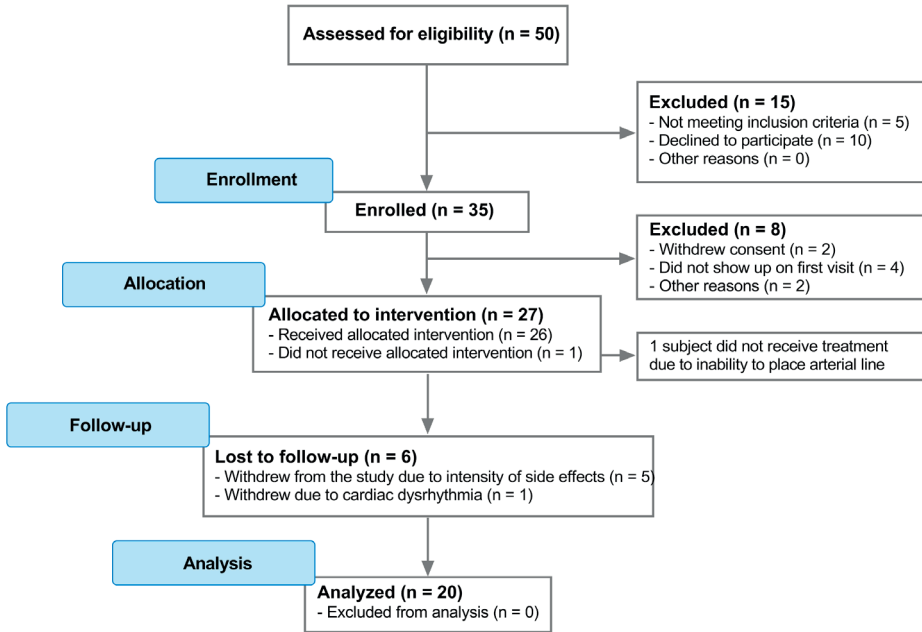 Assessed for eligibility (n = 50)
Excluded (n = 15)
- Not meeting inclusion criteria (n = 5)
- Declined to participate (n = 10)
- Other reasons (n = 0)
Enrollment
Enrolled (n = 35)
Excluded (n = 8)
- Withdrew consent (n = 2)
- Did not show up on first visit (n = 4)
- Other reasons (n = 2)
Allocation
Allocated to intervention (n = 27)
- Received allocated intervention (n = 26)
- Did not receive allocated intervention (n = 1)
1 subject did not receive treatment
due to inability to place arterial line
Follow-up
Lost to follow-up (n = 6)
- Withdrew from the study due to intensity of side effects (n = 5)
- Withdrew due to cardiac dysrhythmia (n = 1)
Analysis
Analyzed (n = 20)
- Excluded from analysis (n = 0)